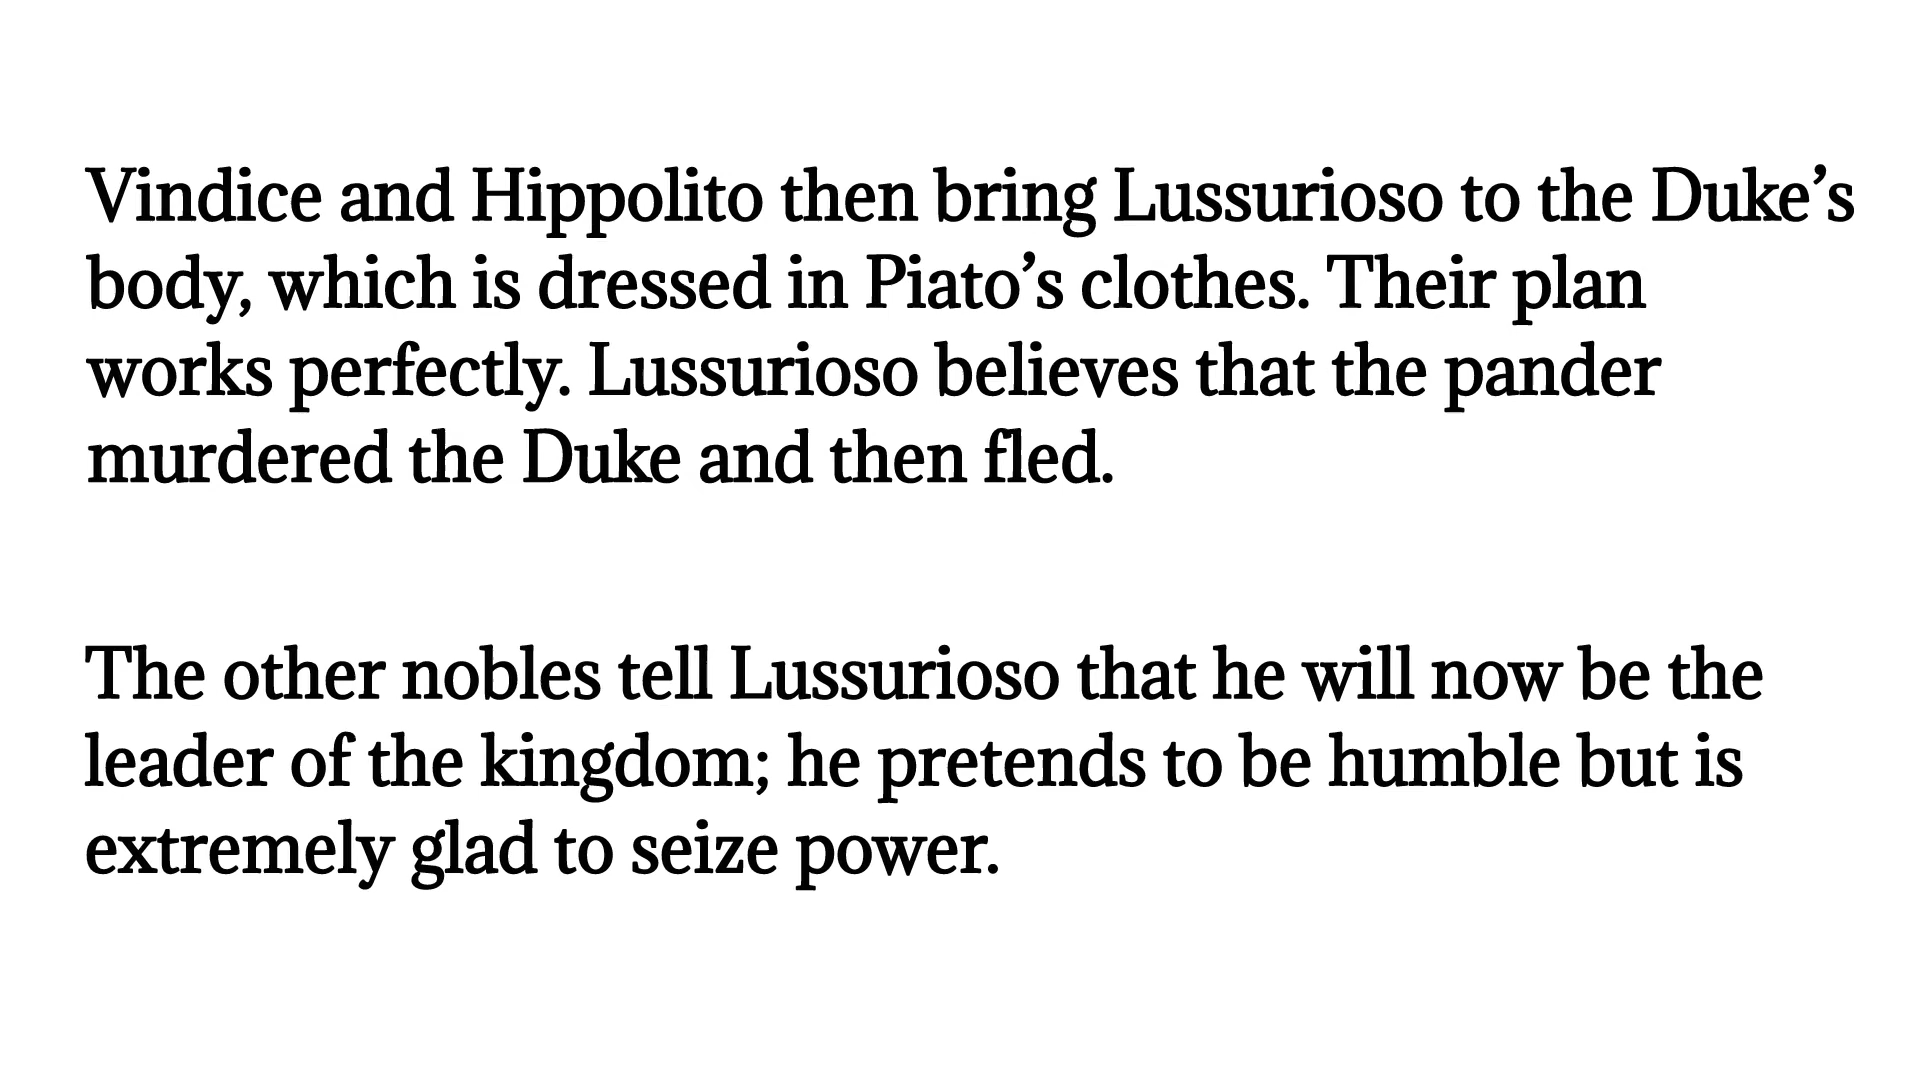 Vindice and Hippolito then bring Lussurioso to the Duke’s
body, which is dressed in Piato’s clothes. Their plan
works perfectly. Lussurioso believes that the pander
murdered the Duke and then fled.
The other nobles tell Lussurioso that he will now be the
leader of the kingdom; he pretends to be humble but is
extremely glad to seize power.